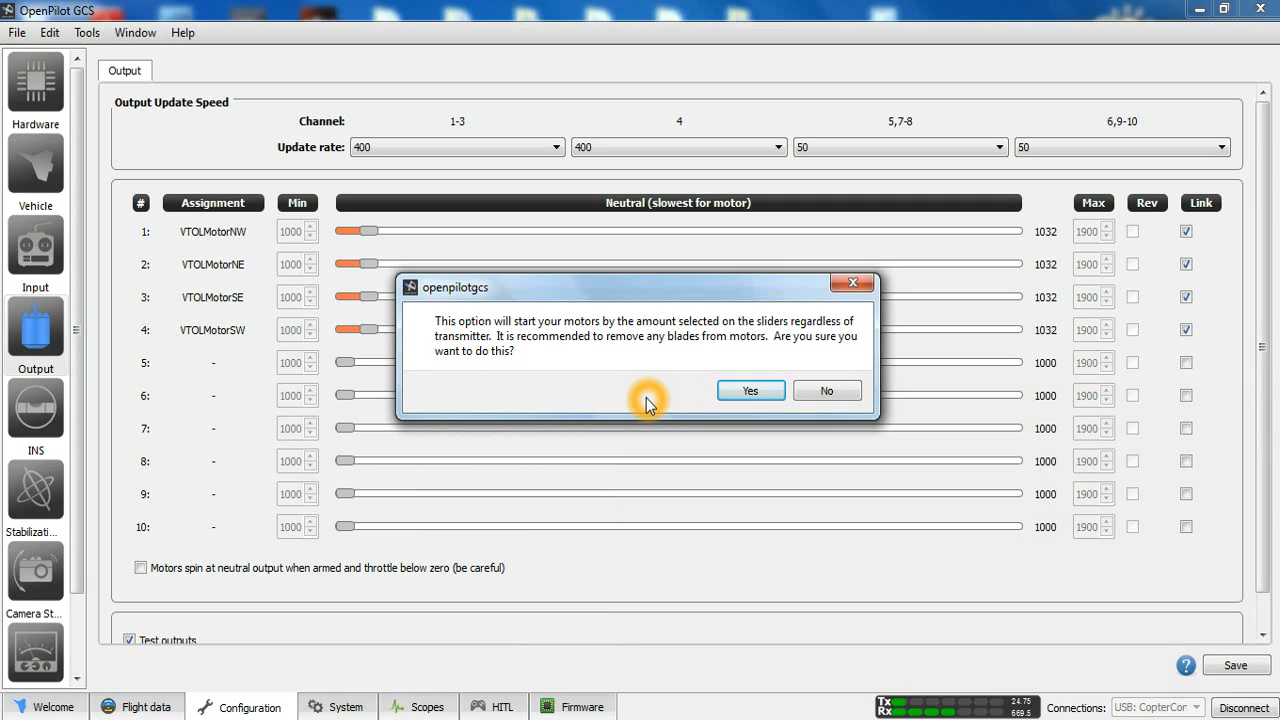 OpenPilot GCS
File Edit Tools Window Help
Hardware
Vehicle
Input
Output
INS
Stabilizati...
Camera St...
Output
Output Update Speed
Channel: 1-3 4 5,7-8 6,9-10
Update rate: 400 400 50 50
# Assignment Min Neutral (slowest for motor) Max Rev Link
1: VTOLMotorNW 1000 1032 1900
2: VTOLMotorNE 1000 1032 1900
3: VTOLMotorSE 1000 1032 1900
4: VTOLMotorSW 1000 1032 1900
5: - 1000 1000 1900
6: - 1000 1000 1900
7: - 1000 1000 1900
8: - 1000 1000 1900
9: - 1000 1000 1900
10: - 1000 1000 1900
openpilotgcs
This option will start your motors by the amount selected on the sliders regardless of
transmitter. It is recommended to remove any blades from motors. Are you sure you
want to do this?
Yes No
Motors spin at neutral output when armed and throttle below zero (be careful)
Test outputs
? Save
Welcome Flight data Configuration System Scopes HITL Firmware
Tx 24.75
Rx 669.5
Connections: USB: CopterCon Disconnect